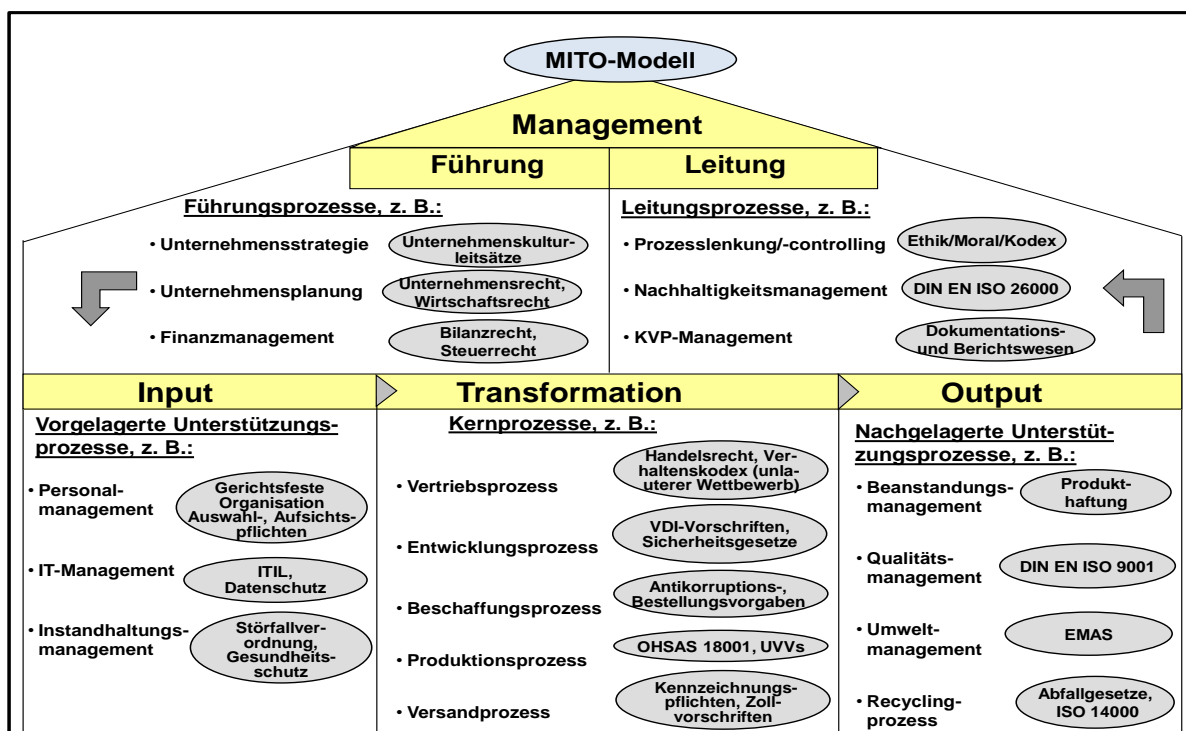 MITO-Modell
Management
Führung
Leitung
Führungsprozesse, z. B.:
• Unternehmensstrategie
Unternehmenskultur-
leitsätze
• Unternehmensplanung
Unternehmensrecht,
Wirtschaftsrecht
• Finanzmanagement
Bilanzrecht,
Steuerrecht
Leitungsprozesse, z. B.:
• Prozesslenkung/-controlling
Ethik/Moral/Kodex
• Nachhaltigkeitsmanagement
DIN EN ISO 26000
• KVP-Management
Dokumentations-
und Berichtswesen
Input
Transformation
Output
Vorgelagerte Unterstützungs-
prozesse, z. B.:
• Personal-
management
Gerichtsfeste
Organisation
Auswahl-, Aufsichts-
pflichten
• IT-Management
ITIL,
Datenschutz
• Instandhaltungs-
management
Störfallver-
ordnung,
Gesundheits-
schutz
Kernprozesse, z. B.:
• Vertriebsprozess
Handelsrecht, Ver-
haltenskodex (unla-
uterer Wettbewerb)
• Entwicklungsprozess
VDI-Vorschriften,
Sicherheitsgesetze
• Beschaffungsprozess
Antikorruptions-,
Bestellungsvorgaben
• Produktionsprozess
OHSAS 18001, UVVs
• Versandprozess
Kennzeichnungs-
pflichten, Zoll-
vorschriften
Nachgelagerte Unterstüt-
zungsprozesse, z. B.:
• Beanstandungs-
management
Produkt-
haftung
• Qualitäts-
management
DIN EN ISO 9001
• Umwelt-
management
EMAS
• Recycling-
prozess
Abfallgesetze,
ISO 14000